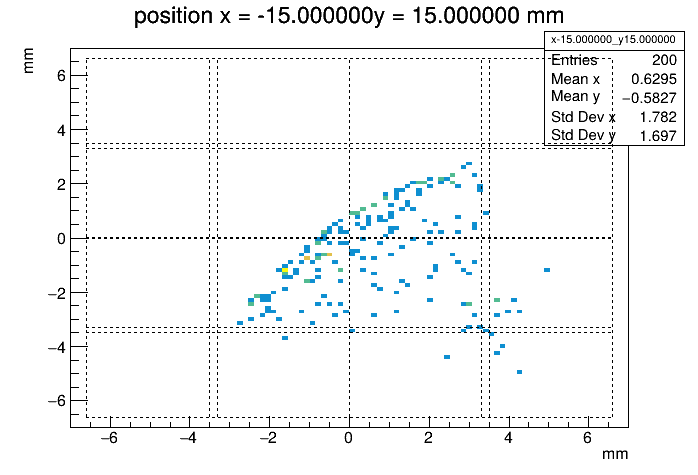 position x = -15.000000y = 15.000000 mm
x-15.000000_y15.000000
Entries 200
Mean x 0.6295
Mean y −0.5827
Std Dev x 1.782
Std Dev y 1.697
mm
6
4
2
0
−2
−4
−6
−6 −4 −2 0 2 4 6
mm